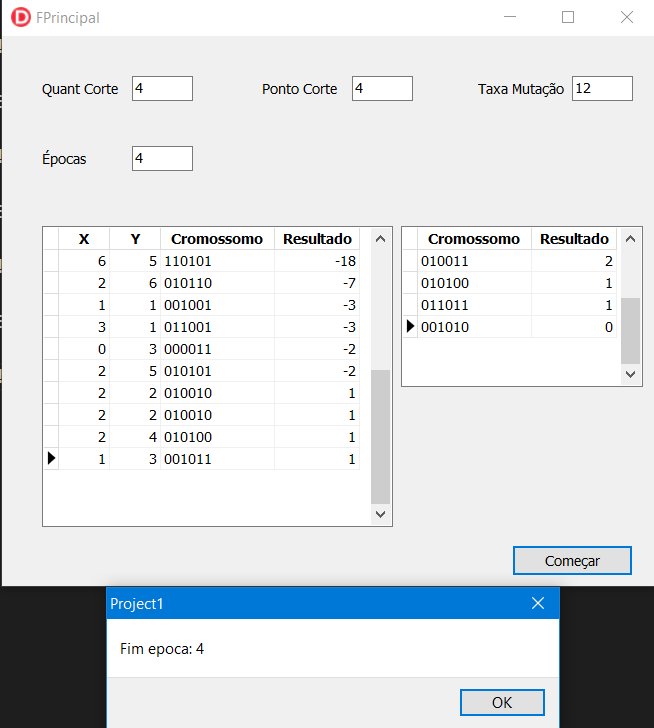 FPrincipal
Quant Corte 4 Ponto Corte 4 Taxa Mutação 12
Épocas 4
X Y Cromossomo Resultado
6 5 110101 -18
2 6 010110 -7
1 1 001001 -3
3 1 011001 -3
0 3 000011 -2
2 5 010101 -2
2 2 010010 1
2 2 010010 1
2 4 010100 1
1 3 001011 1
Cromossomo Resultado
010011 2
010100 1
011011 1
001010 0
Começar
Project1
Fim epoca: 4
OK